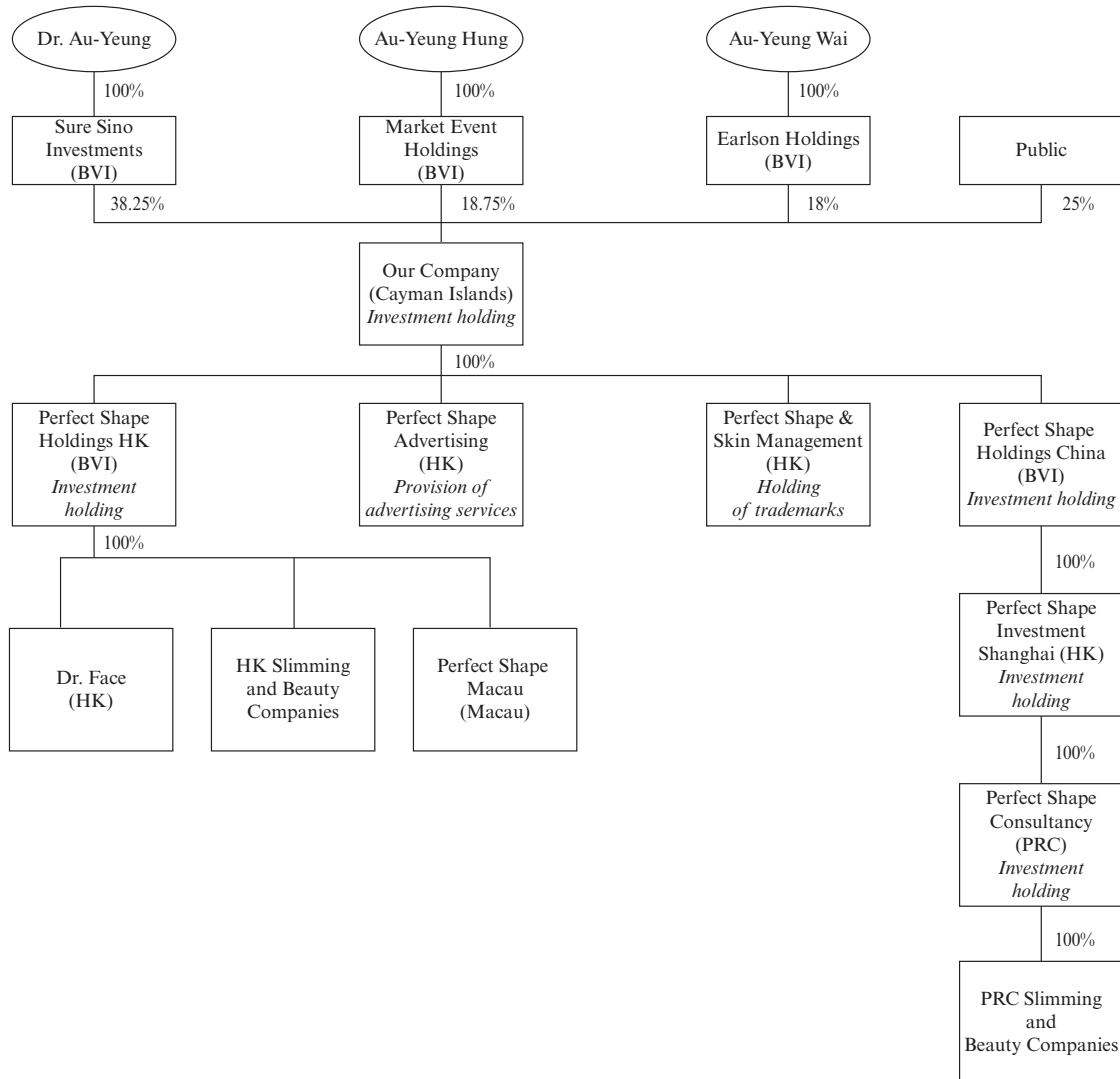 Dr. Au-Yeung
Au-Yeung Hung
Au-Yeung Wai
100%
100%
100%
Sure Sino
Investments
(BVI)
Market Event
Holdings
(BVI)
Earlson Holdings
(BVI)
Public
38.25%
18.75%
18%
25%
Our Company
(Cayman Islands)
Investment holding
100%
Perfect Shape
Holdings HK
(BVI)
Investment
holding
Perfect Shape
Advertising
(HK)
Provision of
advertising services
Perfect Shape &
Skin Management
(HK)
Holding
of trademarks
Perfect Shape
Holdings China
(BVI)
Investment holding
100%
100%
Dr. Face
(HK)
HK Slimming
and Beauty
Companies
Perfect Shape
Macau
(Macau)
Perfect Shape
Investment
Shanghai (HK)
Investment
holding
100%
Perfect Shape
Consultancy
(PRC)
Investment
holding
100%
PRC Slimming
and
Beauty Companies